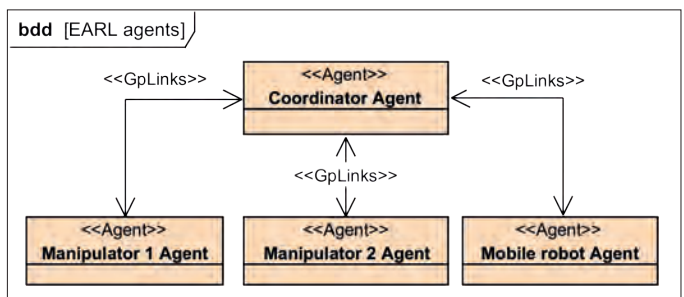 bdd [EARL agents]
<<GpLinks>>
<<Agent>>
Coordinator Agent
<<GpLinks>>
<<GpLinks>>
<<Agent>>
Manipulator 1 Agent
<<Agent>>
Manipulator 2 Agent
<<Agent>>
Mobile robot Agent